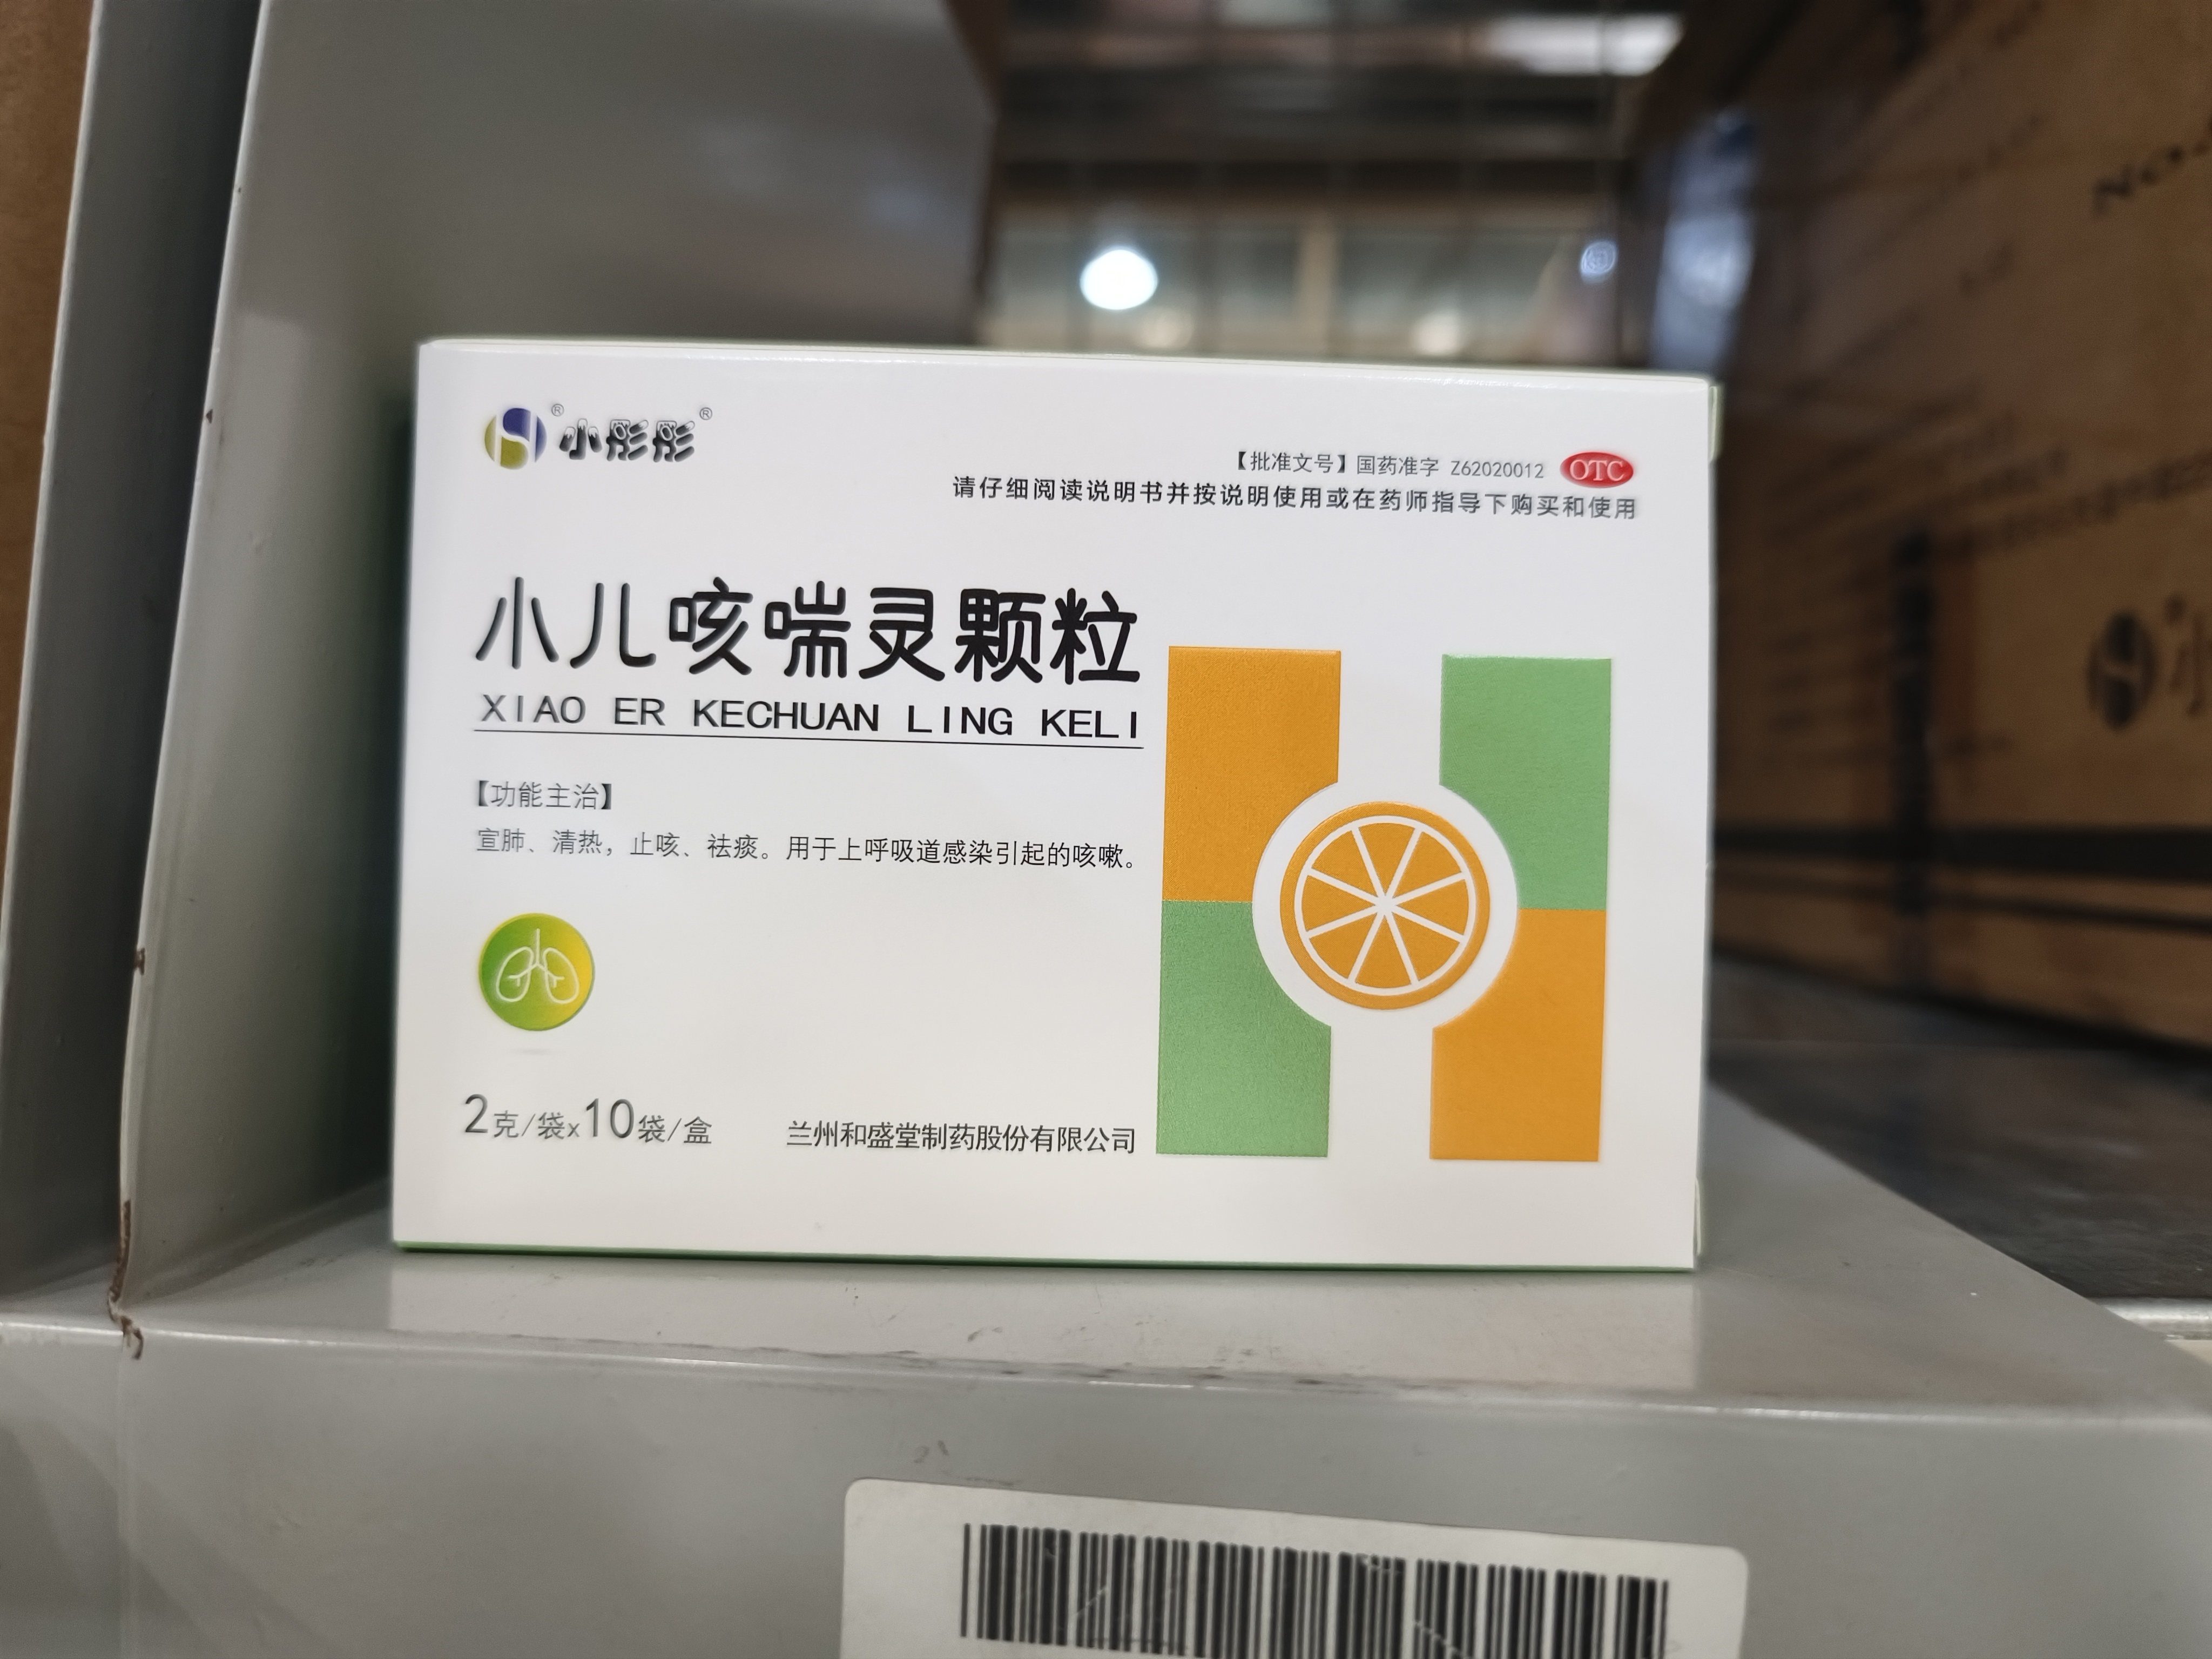 小彤彤
【批准文号】国药准字 Z62020012 OTC
请仔细阅读说明书并按说明使用或在药师指导下购买和使用
小儿咳喘灵颗粒
XIAO ER KECHUAN LING KELI
【功能主治】
宣肺、清热，止咳、祛痰。用于上呼吸道感染引起的咳嗽。
2克/袋x10袋/盒
兰州和盛堂制药股份有限公司